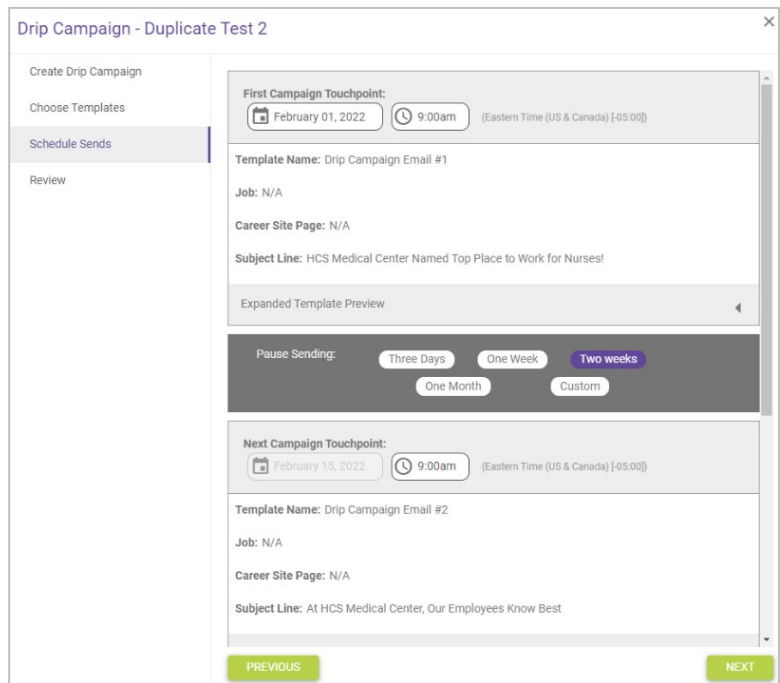 Drip Campaign - Duplicate Test 2
Create Drip Campaign
Choose Templates
Schedule Sends
Review
First Campaign Touchpoint:
February 01, 2022 9:00am (Eastern Time (US & Canada) [-05:00])
Template Name: Drip Campaign Email #1
Job: N/A
Career Site Page: N/A
Subject Line: HCS Medical Center Named Top Place to Work for Nurses!
Expanded Template Preview
Pause Sending: Three Days One Week Two weeks
One Month Custom
Next Campaign Touchpoint:
February 15, 2022 9:00am (Eastern Time (US & Canada) [-05:00])
Template Name: Drip Campaign Email #2
Job: N/A
Career Site Page: N/A
Subject Line: At HCS Medical Center, Our Employees Know Best
PREVIOUS NEXT